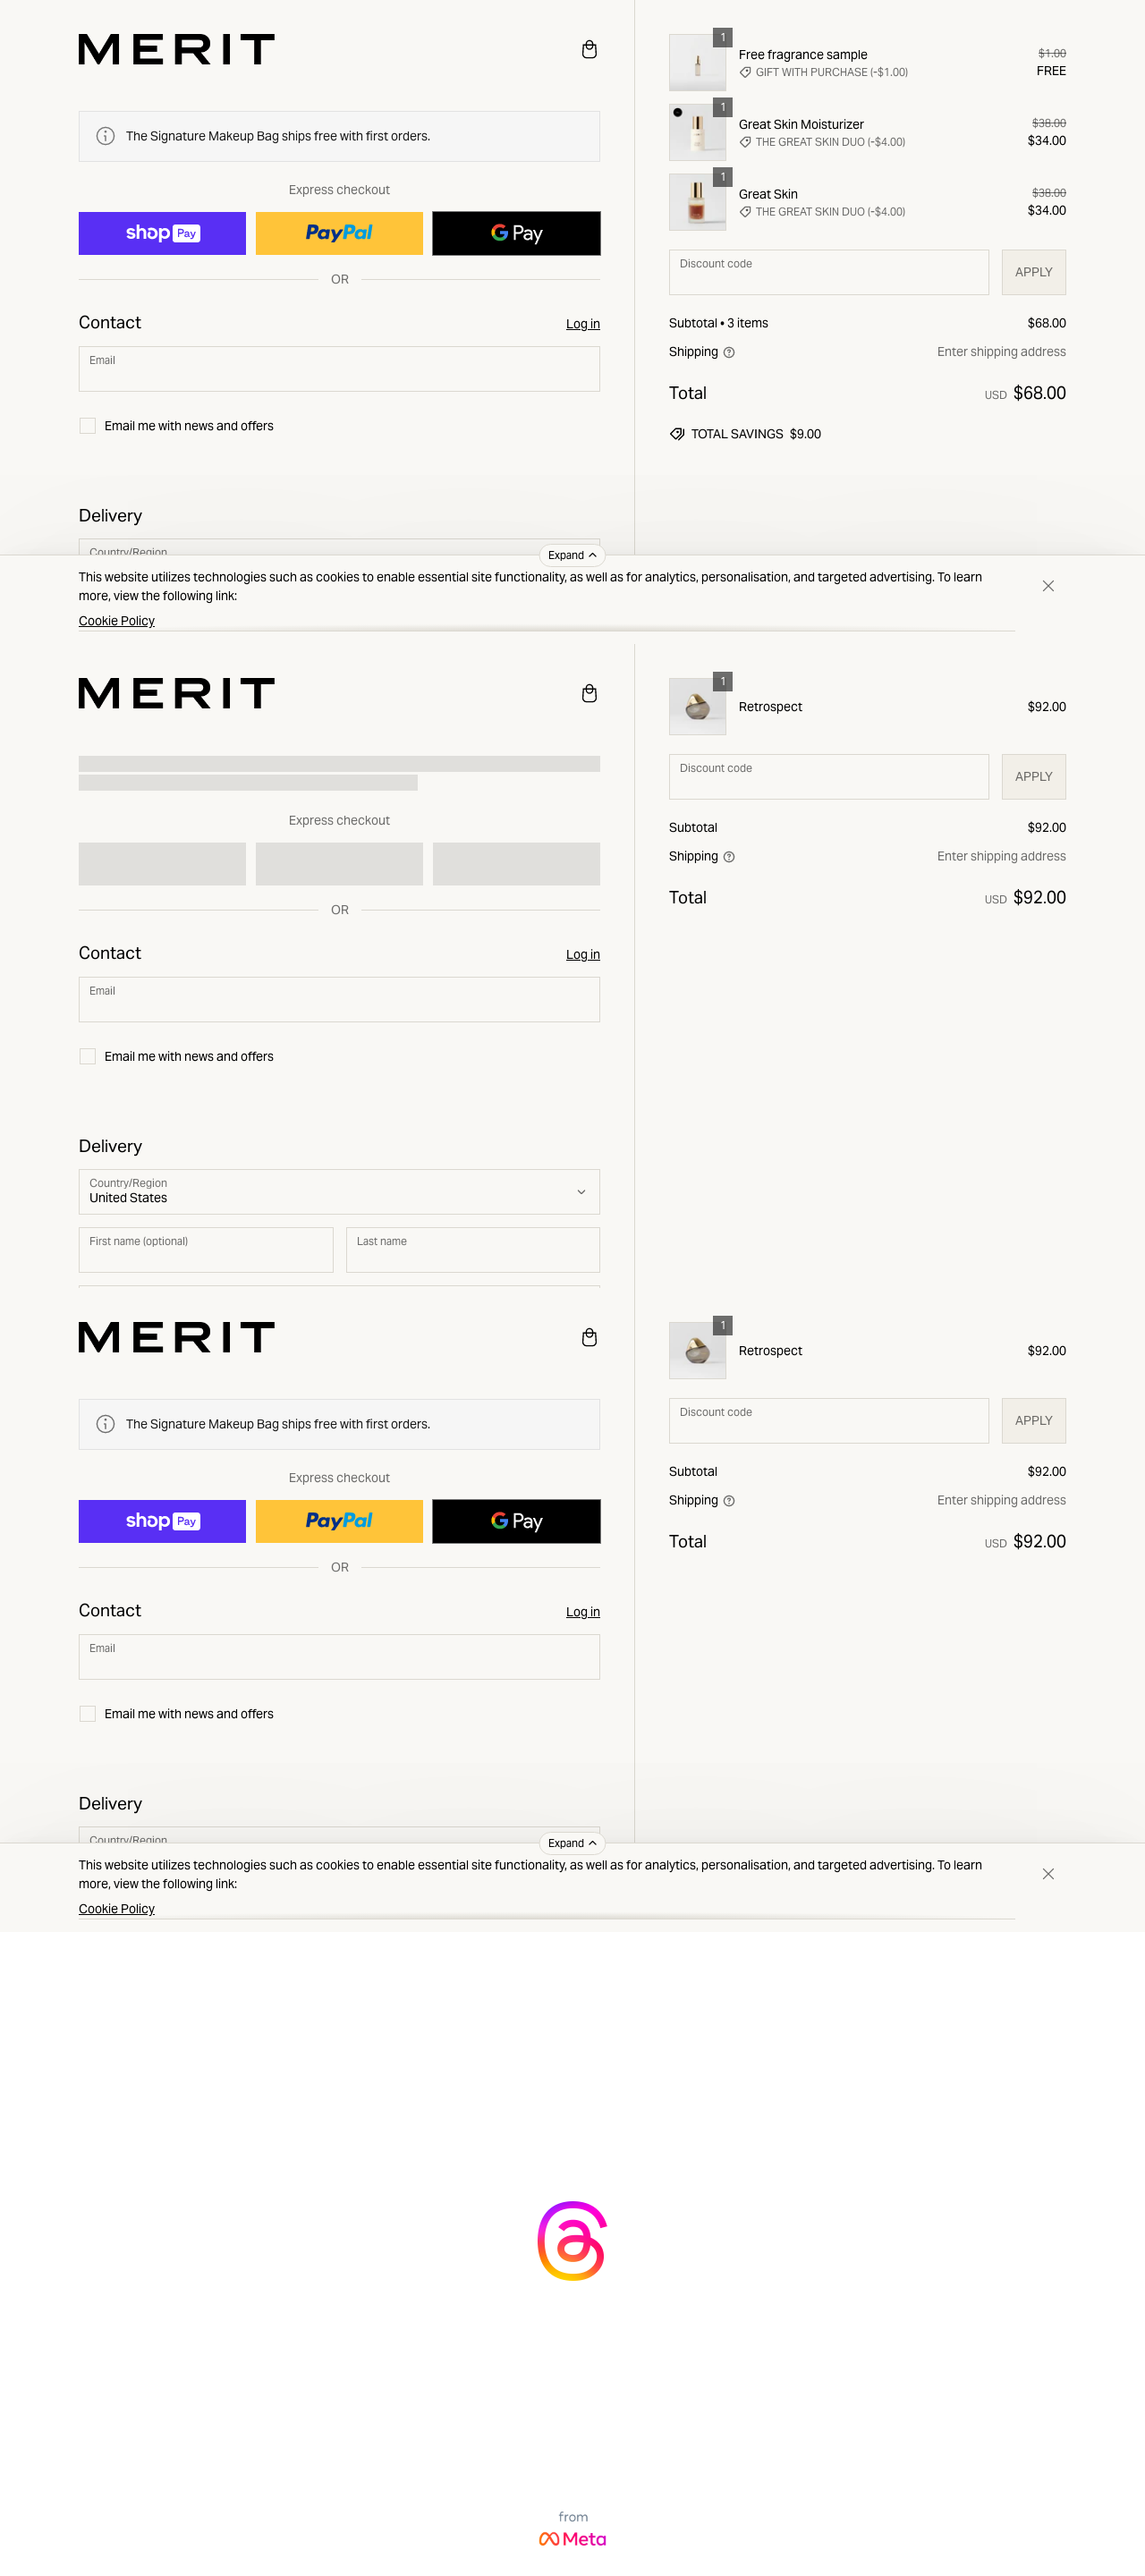 MERIT
The Signature Makeup Bag ships free with first orders.
Express checkout
shop Pay
PayPal
G Pay
OR
Contact
Log in
Email
Email me with news and offers
Delivery
Country/Region
1
Free fragrance sample
$1.00
GIFT WITH PURCHASE (-$1.00)
FREE
1
Great Skin Moisturizer
$38.00
THE GREAT SKIN DUO (-$4.00)
$34.00
1
Great Skin
$38.00
THE GREAT SKIN DUO (-$4.00)
$34.00
Discount code
APPLY
Subtotal • 3 items
$68.00
Shipping
Enter shipping address
Total
USD $68.00
TOTAL SAVINGS $9.00
Expand
This website utilizes technologies such as cookies to enable essential site functionality, as well as for analytics, personalisation, and targeted advertising. To learn
more, view the following link:
Cookie Policy
MERIT
Express checkout
OR
Contact
Log in
Email
Email me with news and offers
Delivery
Country/Region
United States
First name (optional)
Last name
1
Retrospect
$92.00
Discount code
APPLY
Subtotal
$92.00
Shipping
Enter shipping address
Total
USD $92.00
MERIT
The Signature Makeup Bag ships free with first orders.
Express checkout
shop Pay
PayPal
G Pay
OR
Contact
Log in
Email
Email me with news and offers
Delivery
Country/Region
1
Retrospect
$92.00
Discount code
APPLY
Subtotal
$92.00
Shipping
Enter shipping address
Total
USD $92.00
Expand
This website utilizes technologies such as cookies to enable essential site functionality, as well as for analytics, personalisation, and targeted advertising. To learn
more, view the following link:
Cookie Policy
from
Meta